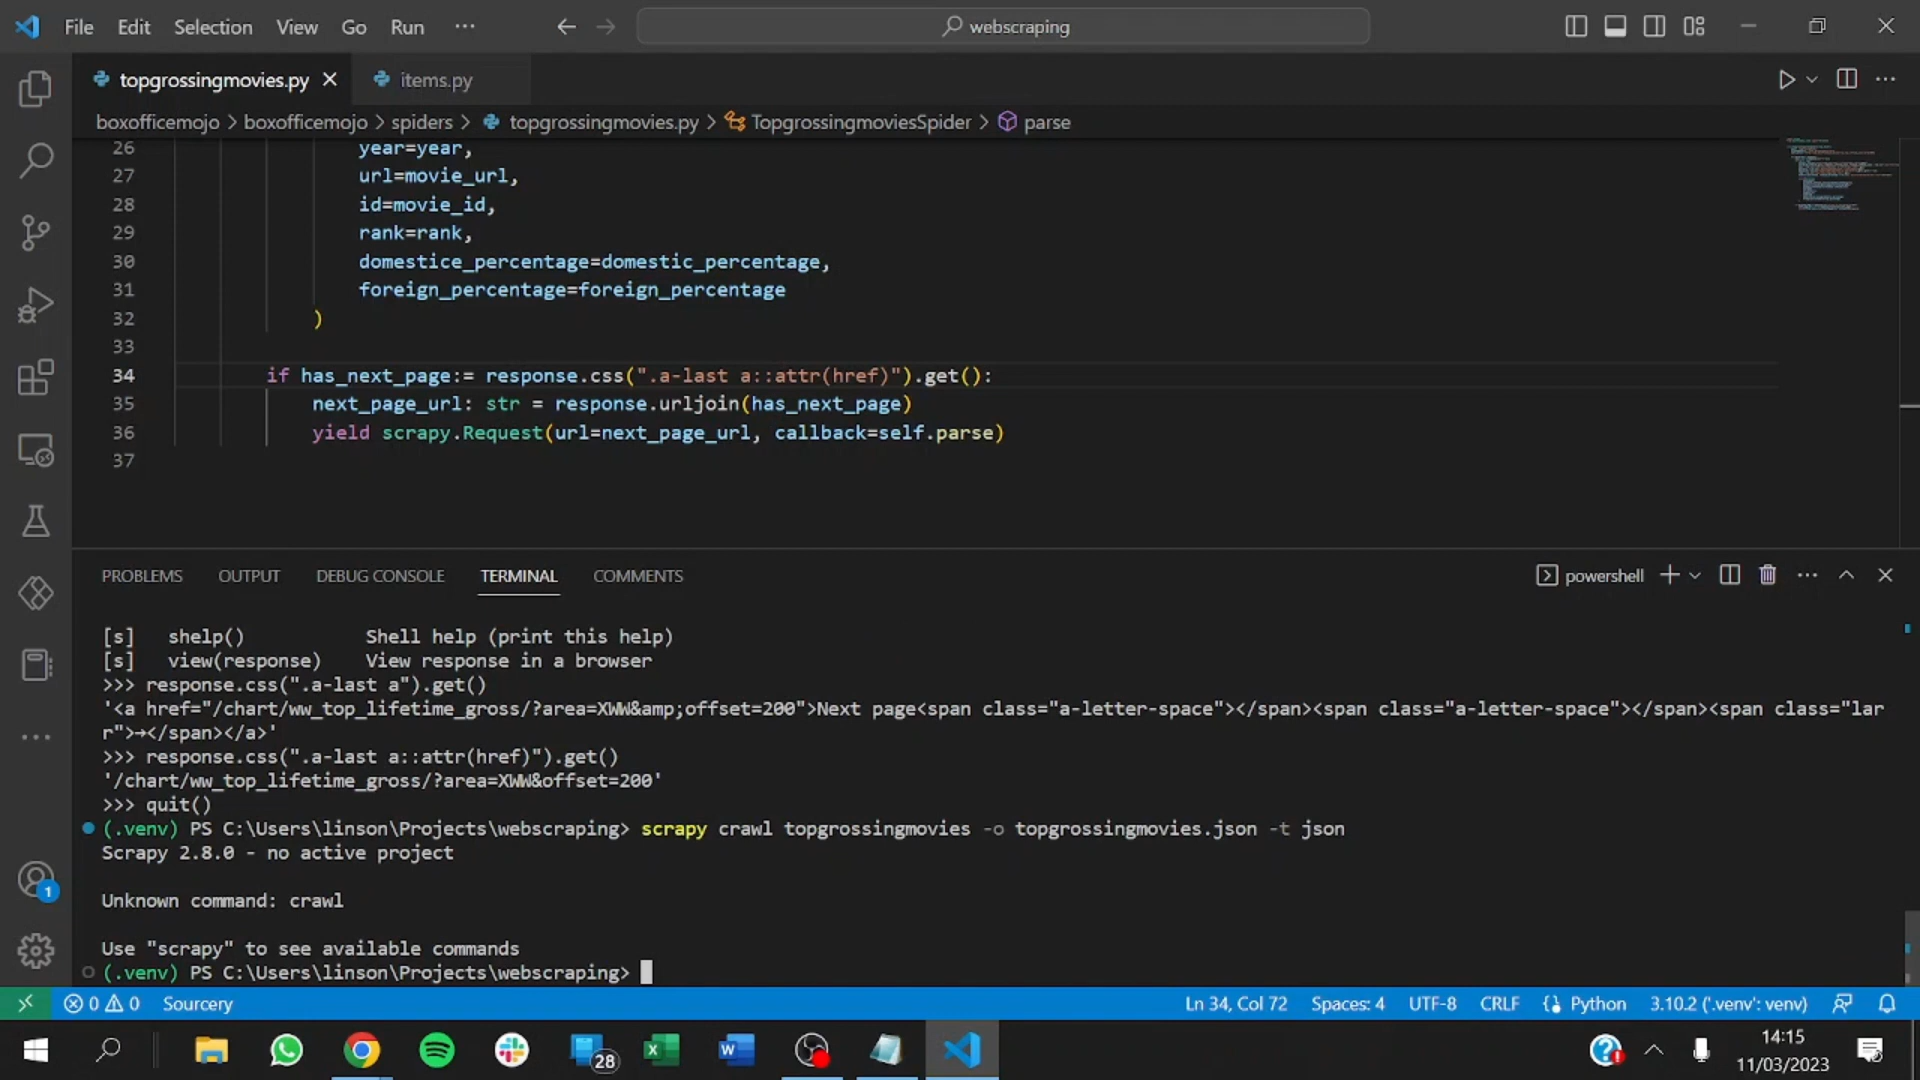 File Edit Selection View Go Run ···
webscraping
topgrossingmovies.py
items.py
boxofficemojo > boxofficemojo > spiders > topgrossingmovies.py > TopgrossingmoviesSpider > parse
26 year=year,
27 url=movie_url,
28 id=movie_id,
29 rank=rank,
30 domestice_percentage=domestic_percentage,
31 foreign_percentage=foreign_percentage
32 )
33
34 if has_next_page:= response.css(".a-last a::attr(href)").get():
35 next_page_url: str = response.urljoin(has_next_page)
36 yield scrapy.Request(url=next_page_url, callback=self.parse)
37
PROBLEMS OUTPUT DEBUG CONSOLE TERMINAL COMMENTS
powershell
[s] shelp() Shell help (print this help)
[s] view(response) View response in a browser
>>> response.css(".a-last a").get()
'<a href="/chart/ww_top_lifetime_gross/?area=XWW&amp;offset=200">Next page<span class="a-letter-space"></span><span class="a-letter-space"></span><span class="lar
r">→</span></a>'
>>> response.css(".a-last a::attr(href)").get()
'/chart/ww_top_lifetime_gross/?area=XWW&offset=200'
>>> quit()
(.venv) PS C:\Users\linson\Projects\webscraping> scrapy crawl topgrossingmovies -o topgrossingmovies.json -t json
Scrapy 2.8.0 - no active project
Unknown command: crawl
Use "scrapy" to see available commands
(.venv) PS C:\Users\linson\Projects\webscraping>
1
0 0 Sourcery
Ln 34, Col 72 Spaces: 4 UTF-8 CRLF Python 3.10.2 ('.venv': venv)
28
14:15
11/03/2023